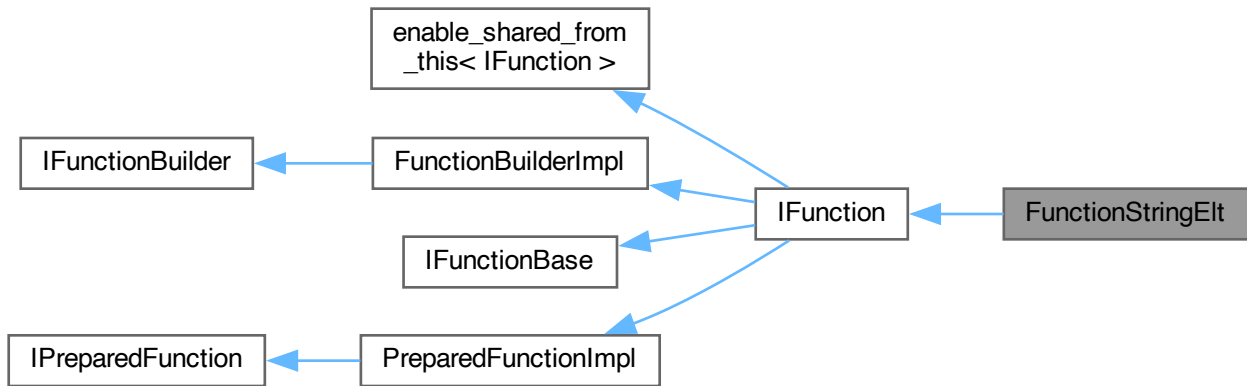 enable_shared_from
_this< IFunction >
IFunctionBuilder
FunctionBuilderImpl
IFunction
FunctionStringElt
IFunctionBase
IPreparedFunction
PreparedFunctionImpl